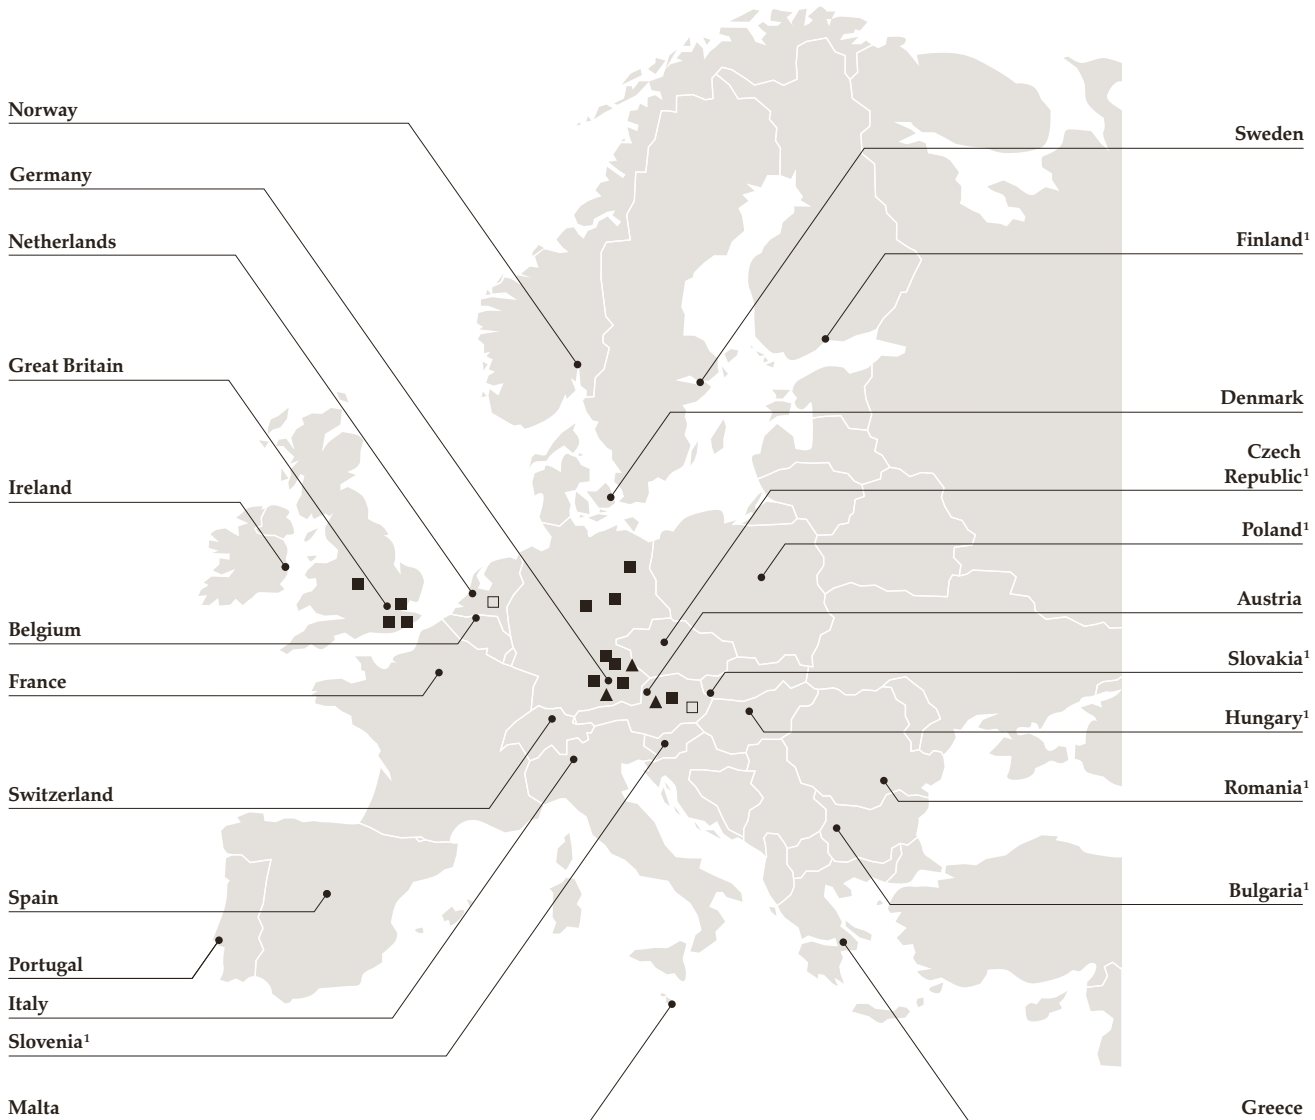 Norway
Germany
Netherlands
Great Britain
Ireland
Belgium
France
Switzerland
Spain
Portugal
Italy
Slovenia¹
Malta
Sweden
Finland¹
Denmark
Czech
Republic¹
Poland¹
Austria
Slovakia¹
Hungary¹
Romania¹
Bulgaria¹
Greece